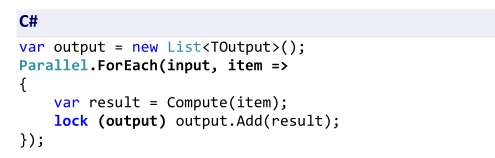 C#
var output = new List<TOutput>();
Parallel.ForEach(input, item =>
{
    var result = Compute(item);
    lock (output) output.Add(result);
});